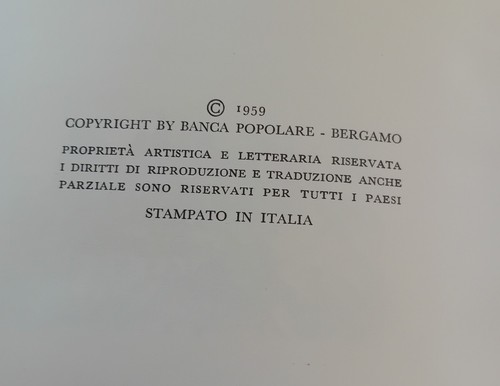 © 1959
COPYRIGHT BY BANCA POPOLARE - BERGAMO
PROPRIETÀ ARTISTICA E LETTERARIA RISERVATA
I DIRITTI DI RIPRODUZIONE E TRADUZIONE ANCHE
PARZIALE SONO RISERVATI PER TUTTI I PAESI
STAMPATO IN ITALIA